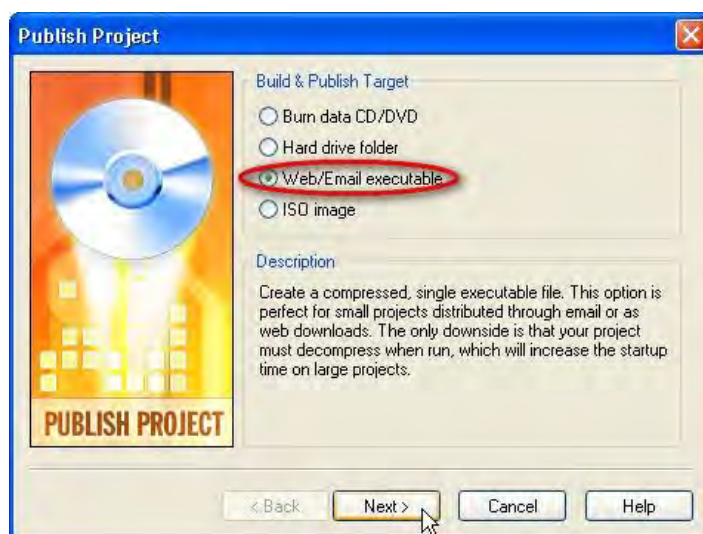 Publish Project
Build & Publish Target
Burn data CD/DVD
Hard drive folder
Web/Email executable
ISO image
Description
Create a compressed, single executable file. This option is
perfect for small projects distributed through email or as
web downloads. The only downside is that your project
must decompress when run, which will increase the startup
time on large projects.
PUBLISH PROJECT
< Back
Next >
Cancel
Help